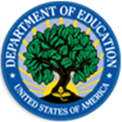 DEPARTMENT OF EDUCATION
UNITED STATES OF AMERICA